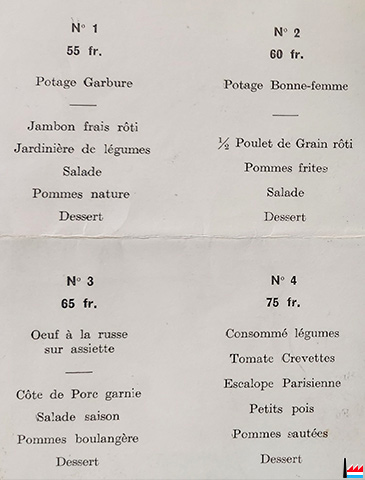 N° 1
55 fr.
Potage Garbure
Jambon frais rôti
Jardinière de légumes
Salade
Pommes nature
Dessert
N° 2
60 fr.
Potage Bonne-femme
½ Poulet de Grain rôti
Pommes frites
Salade
Dessert
N° 3
65 fr.
Oeuf à la russe
sur assiette
Côte de Porc garnie
Salade saison
Pommes boulangère
Dessert
N° 4
75 fr.
Consommé légumes
Tomate Crevettes
Escalope Parisienne
Petits pois
Pommes sautées
Dessert